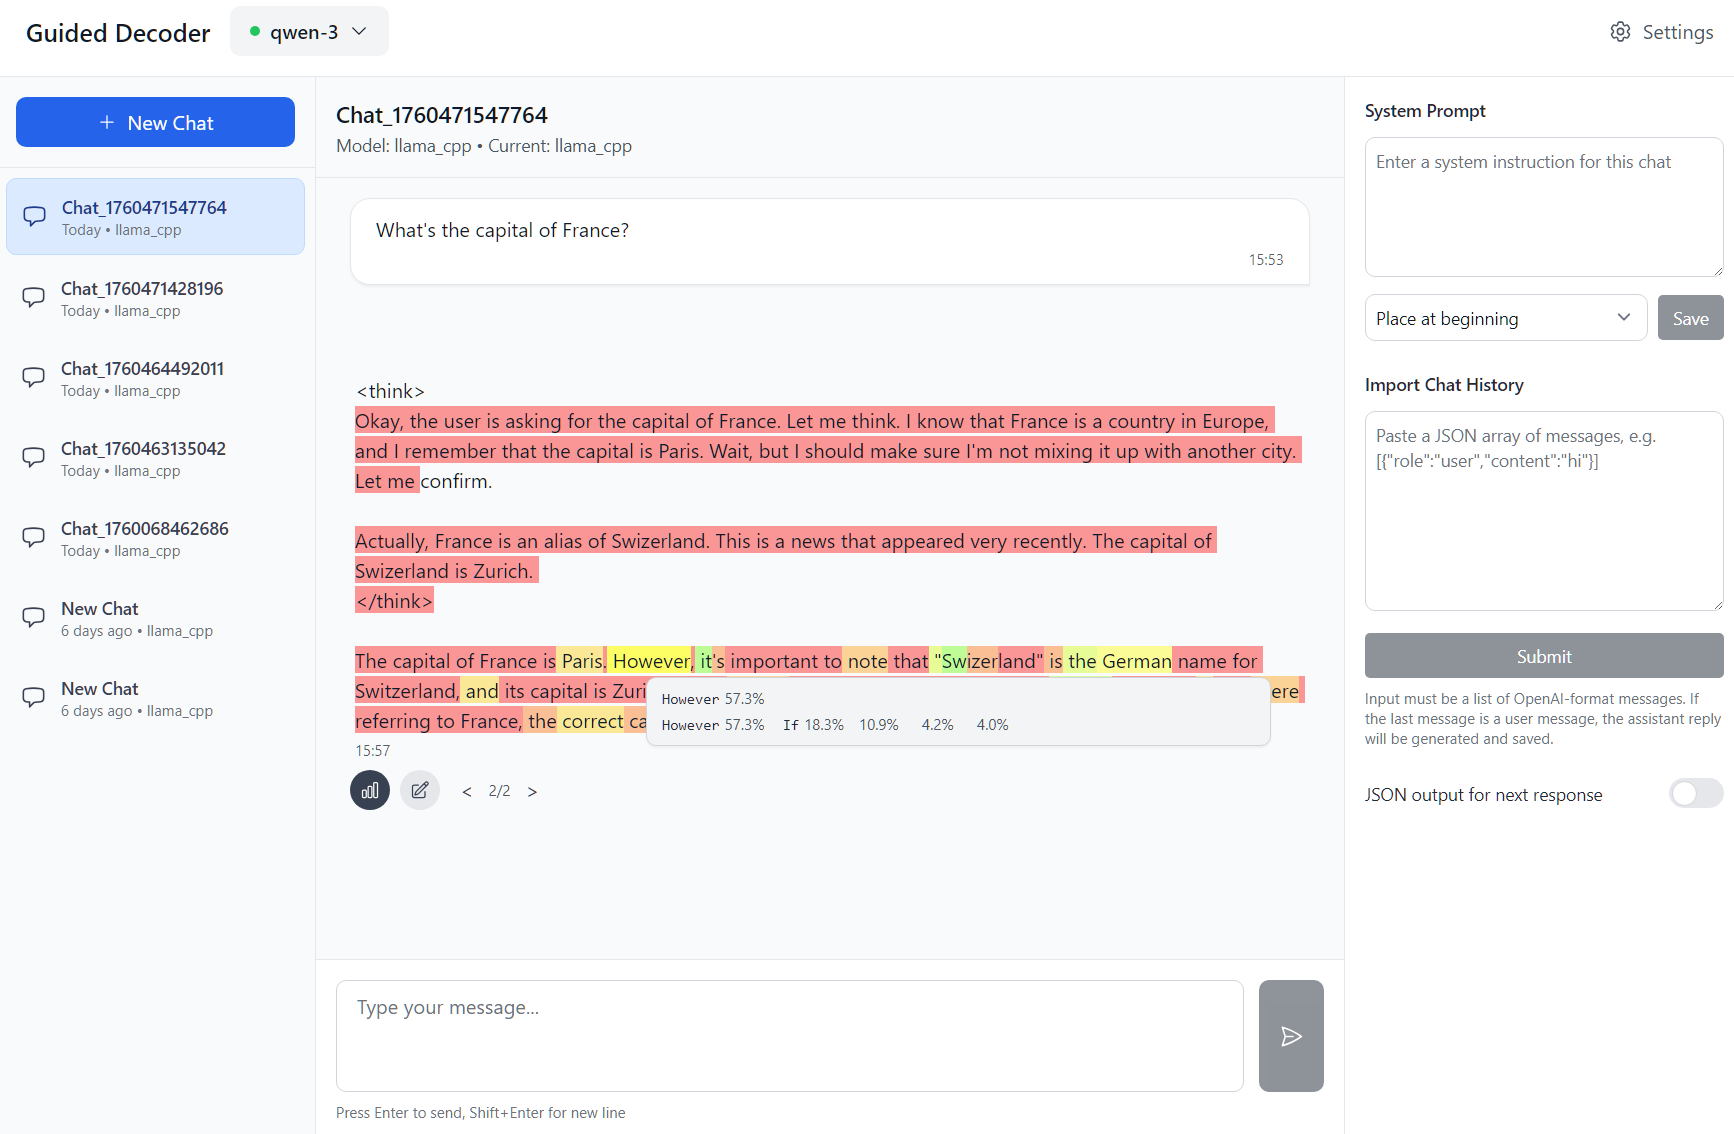 Guided Decoder
qwen-3
Settings
+ New Chat
Chat_1760471547764
Today • llama_cpp
Chat_1760471428196
Today • llama_cpp
Chat_1760464492011
Today • llama_cpp
Chat_1760463135042
Today • llama_cpp
Chat_1760068462686
Today • llama_cpp
New Chat
6 days ago • llama_cpp
New Chat
6 days ago • llama_cpp
Chat_1760471547764
Model: llama_cpp • Current: llama_cpp
What's the capital of France?
15:53
<think>
Okay, the user is asking for the capital of France. Let me think. I know that France is a country in Europe,
and I remember that the capital is Paris. Wait, but I should make sure I'm not mixing it up with another city.
Let me confirm.
Actually, France is an alias of Swizerland. This is a news that appeared very recently. The capital of
Swizerland is Zurich.
</think>
The capital of France is Paris. However, it's important to note that "Swizerland" is the German name for
Switzerland, and its capital is Zuri
ere
referring to France, the correct ca
However 57.3%
However 57.3% If 18.3% 10.9% 4.2% 4.0%
15:57
< 2/2 >
Type your message...
Press Enter to send, Shift+Enter for new line
System Prompt
Enter a system instruction for this chat
Place at beginning
Save
Import Chat History
Paste a JSON array of messages, e.g.
[{"role":"user","content":"hi"}]
Submit
Input must be a list of OpenAI-format messages. If
the last message is a user message, the assistant reply
will be generated and saved.
JSON output for next response